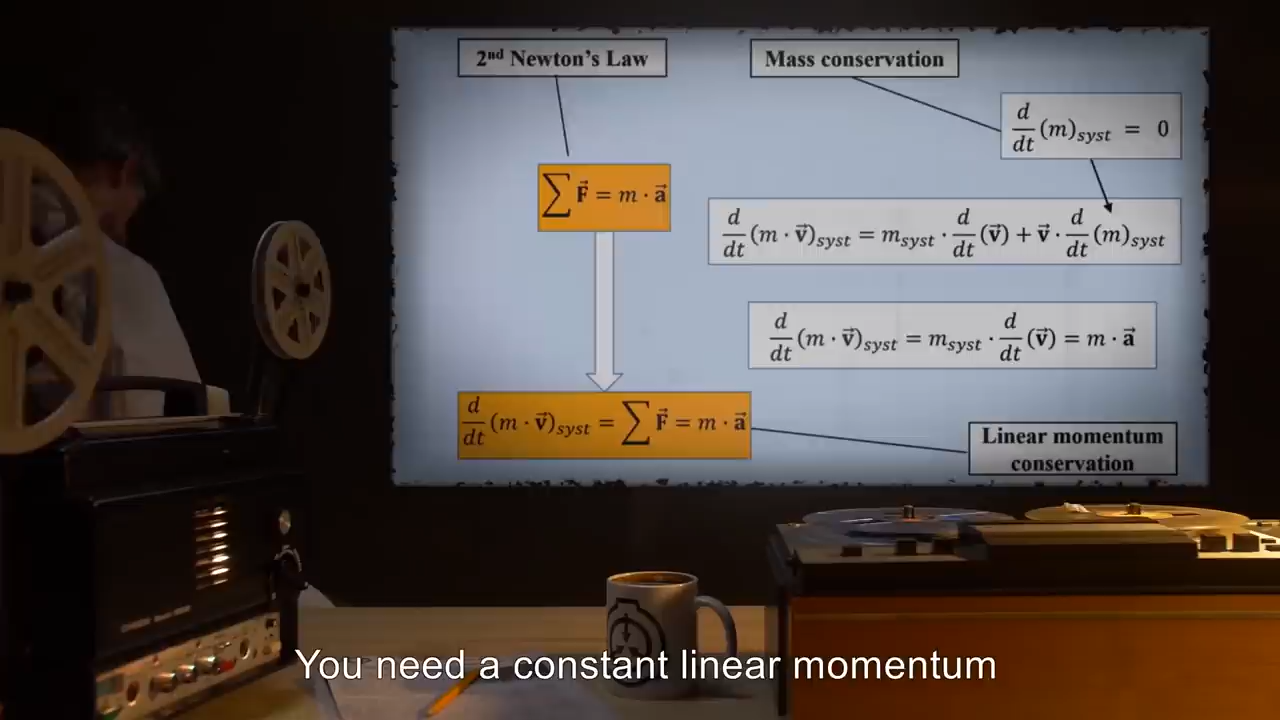 2nd Newton's Law
Mass conservation
d/dt (m)syst = 0
∑ F⃗ = m · a⃗
d/dt (m · v⃗)syst = msyst · d/dt (v⃗) + v⃗ · d/dt (m)syst
d/dt (m · v⃗)syst = msyst · d/dt (v⃗) = m · a⃗
d/dt (m · v⃗)syst = ∑ F⃗ = m · a⃗
Linear momentum
conservation
You need a constant linear momentum